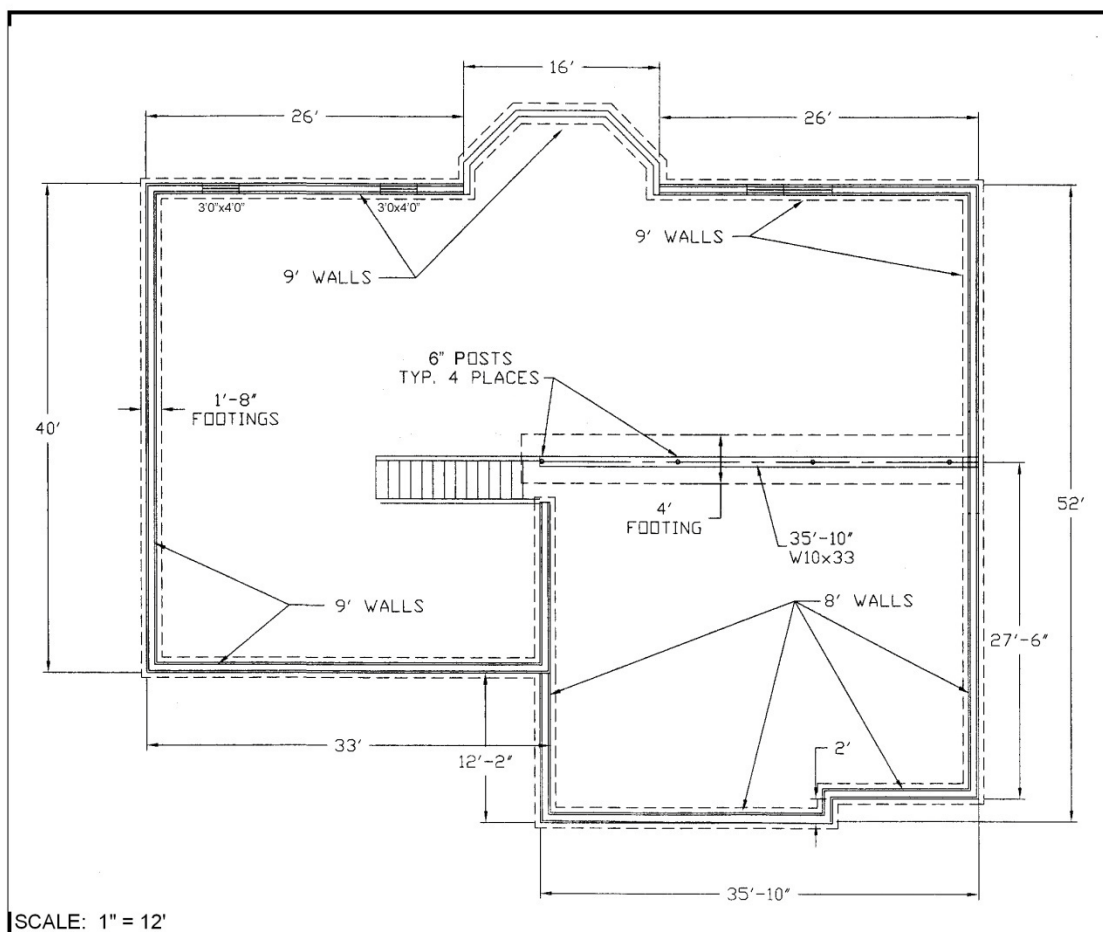 16'
26'
26'
3'0"x4'0"
3'0x4'0"
9' WALLS
9' WALLS
6" POSTS
TYP. 4 PLACES
1'-8"
FOOTINGS
40'
4'
FOOTING
52'
35'-10"
W10x33
9' WALLS
8' WALLS
27'-6"
33'
12'-2"
2'
35'-10"
SCALE: 1" = 12'